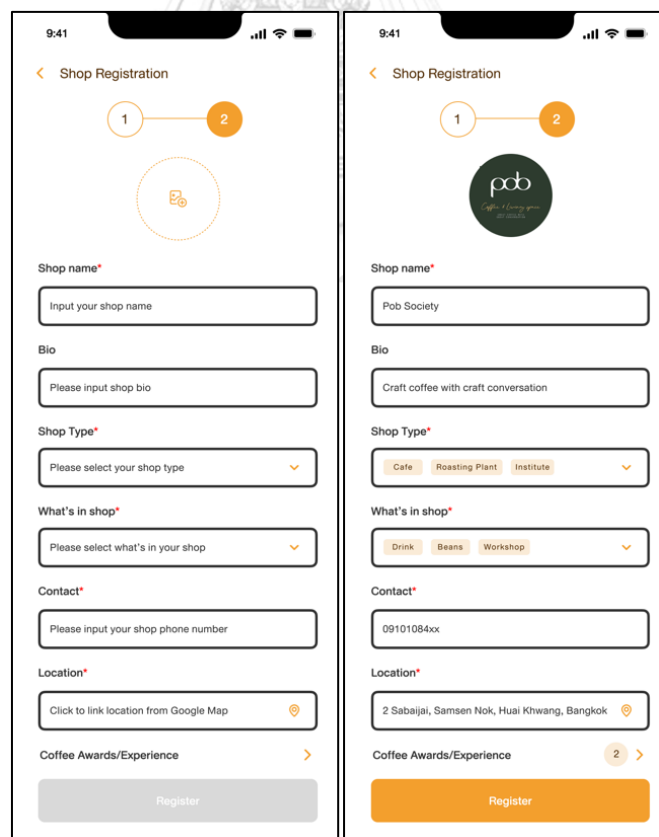 9:41
Shop Registration
1
2
Shop name*
Input your shop name
Bio
Please input shop bio
Shop Type*
Please select your shop type
What's in shop*
Please select what's in your shop
Contact*
Please input your shop phone number
Location*
Click to link location from Google Map
Coffee Awards/Experience
Register
9:41
Shop Registration
1
2
pob
Coffee & Living space
Shop name*
Pob Society
Bio
Craft coffee with craft conversation
Shop Type*
Cafe Roasting Plant Institute
What's in shop*
Drink Beans Workshop
Contact*
09101084xx
Location*
2 Sabaijai, Samsen Nok, Huai Khwang, Bangkok
Coffee Awards/Experience 2
Register